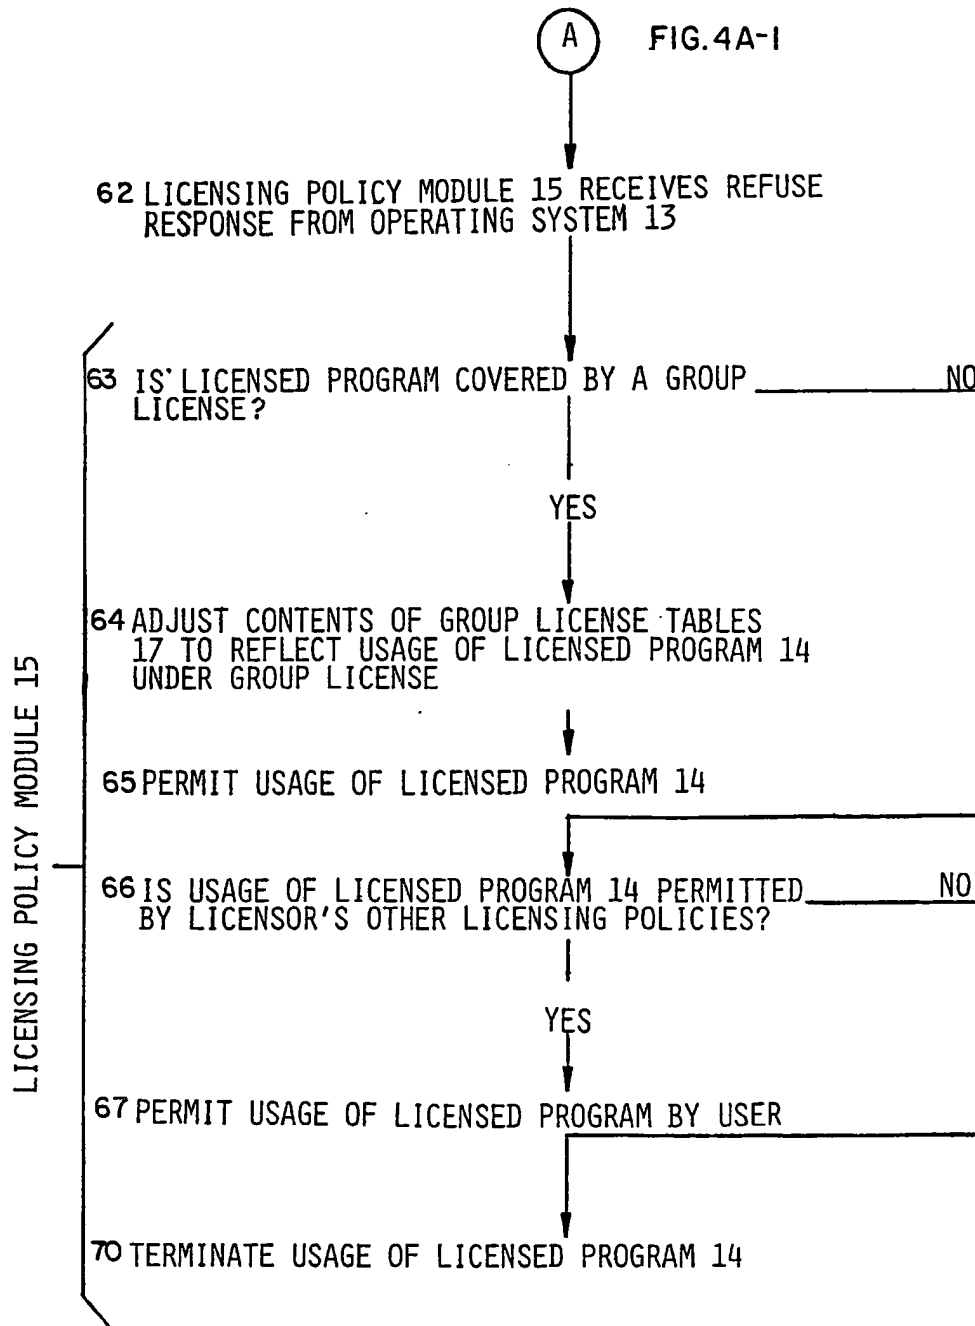 A FIG.4A-1
62 LICENSING POLICY MODULE 15 RECEIVES REFUSE
RESPONSE FROM OPERATING SYSTEM 13
63 IS LICENSED PROGRAM COVERED BY A GROUP NO
LICENSE?
YES
64 ADJUST CONTENTS OF GROUP LICENSE TABLES
17 TO REFLECT USAGE OF LICENSED PROGRAM 14
UNDER GROUP LICENSE
65 PERMIT USAGE OF LICENSED PROGRAM 14
66 IS USAGE OF LICENSED PROGRAM 14 PERMITTED NO
BY LICENSOR'S OTHER LICENSING POLICIES?
YES
67 PERMIT USAGE OF LICENSED PROGRAM BY USER
70 TERMINATE USAGE OF LICENSED PROGRAM 14
LICENSING POLICY MODULE 15